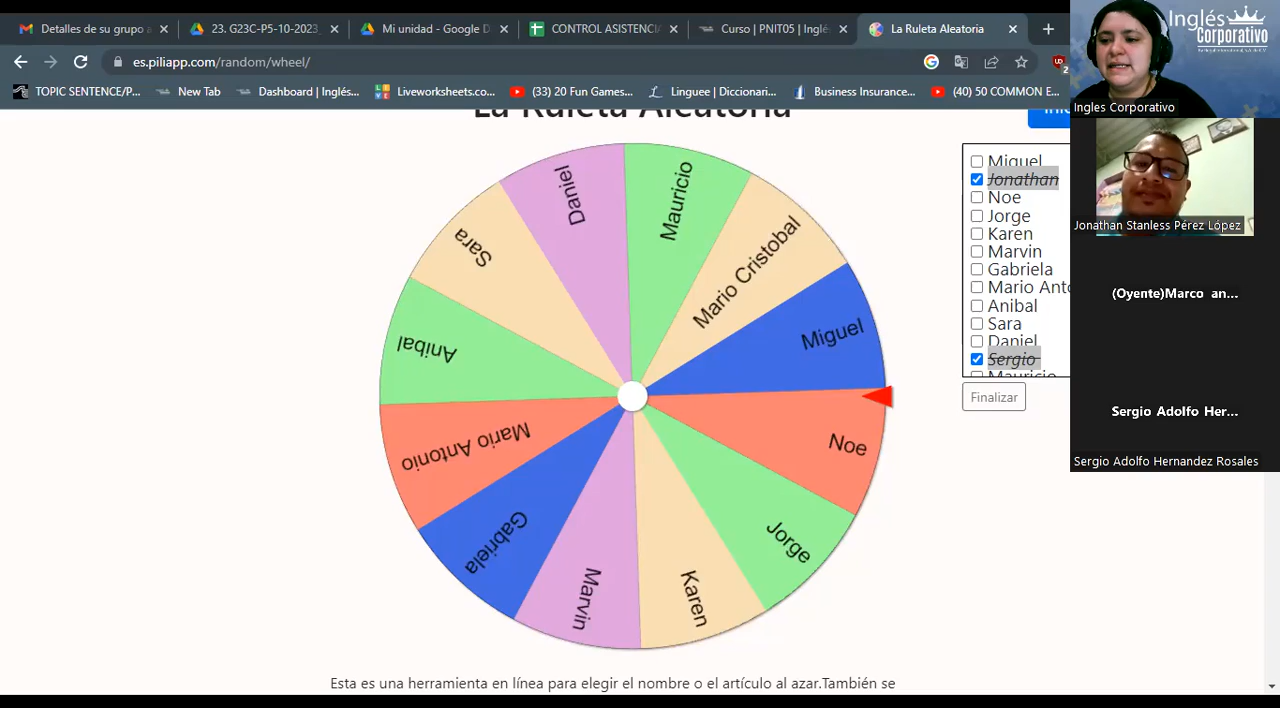 Detalles de su grupo a
23. G23C-P5-10-2023_
Mi unidad - Google D
CONTROL ASISTENCI
Curso | PNIT05 | Inglé
La Ruleta Aleatoria
es.piliapp.com/random/wheel/
TOPIC SENTENCE/P...
New Tab
Dashboard | Inglés...
Liveworksheets.co...
(33) 20 Fun Games...
Linguee | Diccionari...
Business Insurance...
(40) 50 COMMON E...
La Ruleta Aleatoria
Daniel
Mauricio
Mario Cristobal
Miguel
Noe
Jorge
Karen
Marvin
Gabriela
Mario Antonio
Anibal
Sara
Miguel
Jonathan
Noe
Jorge
Karen
Marvin
Gabriela
Mario Anto
Anibal
Sara
Daniel
Sergio
Mauricio
Finalizar
Esta es una herramienta en línea para elegir el nombre o el artículo al azar.También se
Inglés
Corporativo
Ingles Corporativo
Jonathan Stanless Pérez López
(Oyente)Marco an...
Sergio Adolfo Her...
Sergio Adolfo Hernandez Rosales